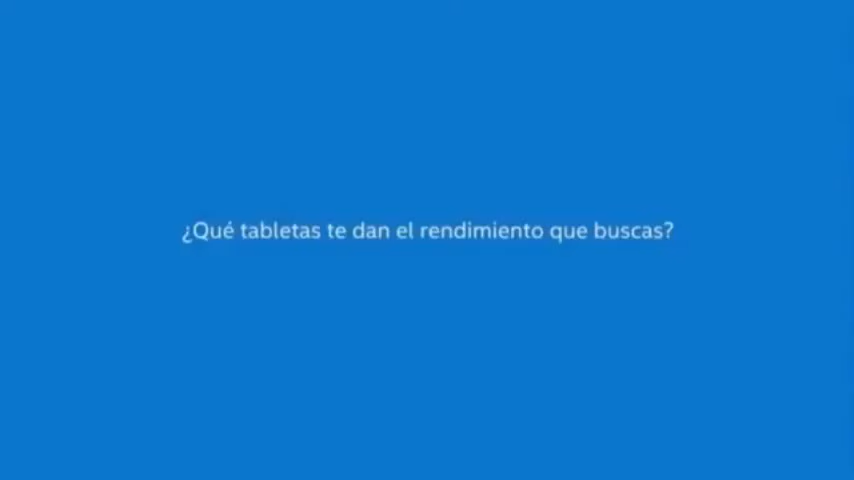 ¿Qué tabletas te dan el rendimiento que buscas?